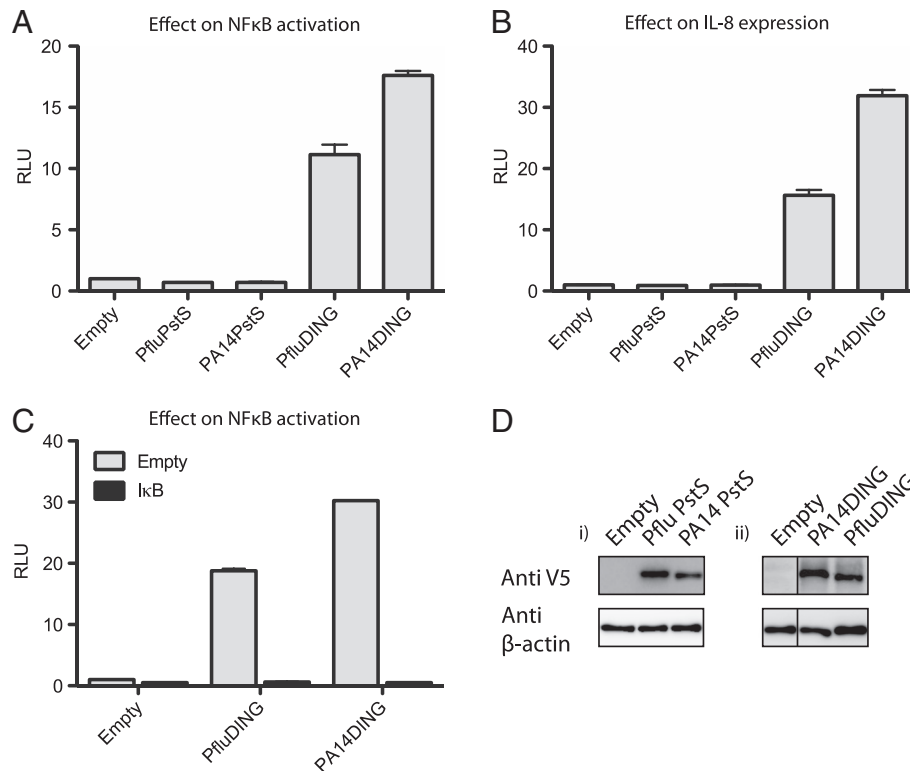 A
Effect on NFκB activation
20
15
10
5
0
RLU
Empty
PfluPstS
PA14PstS
PfluDING
PA14DING
B
Effect on IL-8 expression
40
30
20
10
0
RLU
Empty
PfluPstS
PA14PstS
PfluDING
PA14DING
C
Effect on NFκB activation
40
30
20
10
0
RLU
Empty
IκB
Empty
PfluDING
PA14DING
D
i)
Empty
Pflu PstS
PA14 PstS
ii)
Empty
PA14DING
PfluDING
Anti V5
Anti
β-actin